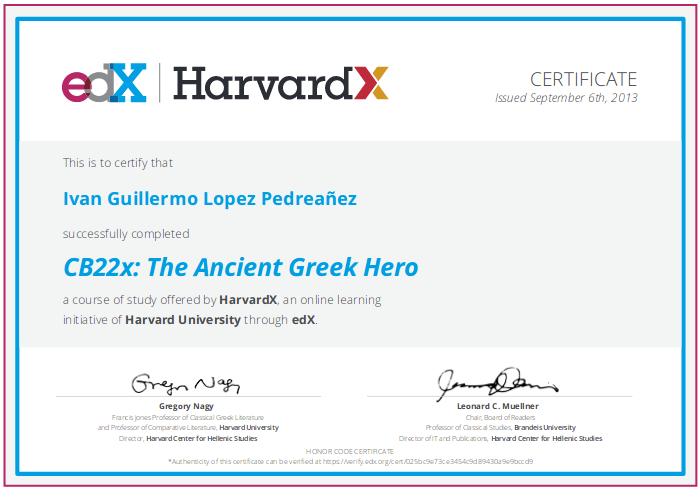 edX HarvardX
CERTIFICATE
Issued September 6th, 2013
This is to certify that
Ivan Guillermo Lopez Pedreañez
successfully completed
CB22x: The Ancient Greek Hero
a course of study offered by HarvardX, an online learning
initiative of Harvard University through edX.
Gregory Nagy
Gregory Nagy
Francis Jones Professor of Classical Greek Literature
and Professor of Comparative Literature, Harvard University
Director, Harvard Center for Hellenic Studies
Leonard C. Muellner
Chair, Board of Readers
Professor of Classical Studies, Brandeis University
Director of IT and Publications, Harvard Center for Hellenic Studies
HONOR CODE CERTIFICATE
*Authenticity of this certificate can be verified at https://verify.edx.org/cert/025bc9e73ce3454c9d89430a9e9bccd9